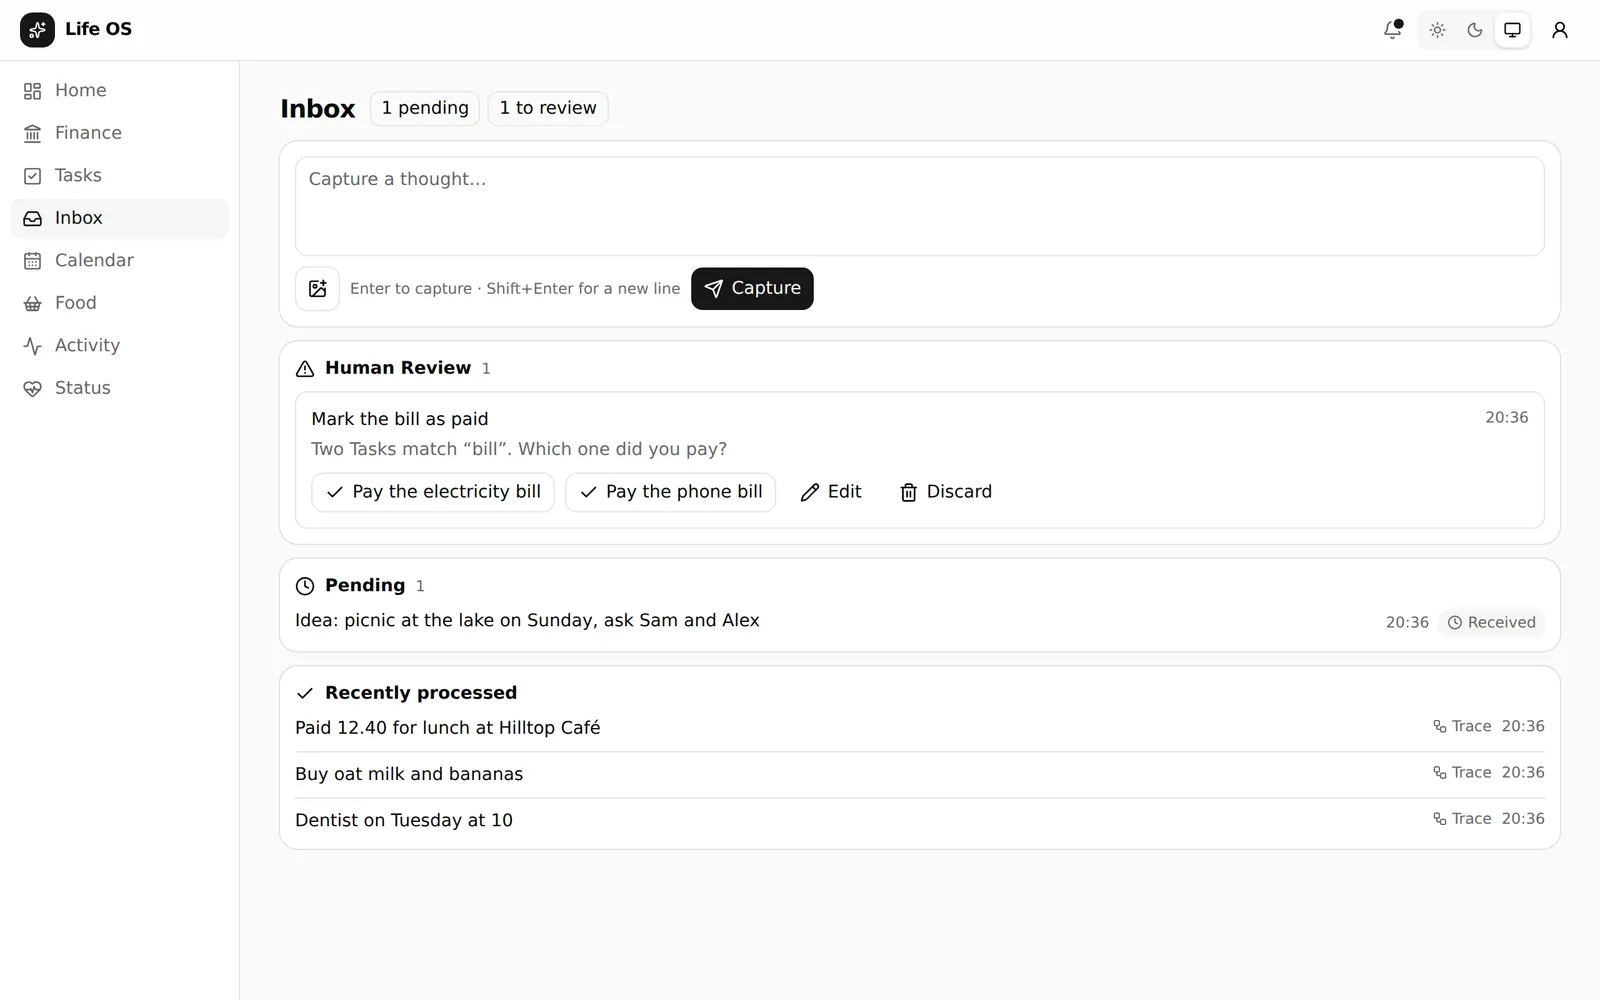 Life OS
Home
Finance
Tasks
Inbox
Calendar
Food
Activity
Status
Inbox
1 pending
1 to review
Capture a thought…
Enter to capture · Shift+Enter for a new line
Capture
Human Review 1
Mark the bill as paid
20:36
Two Tasks match “bill”. Which one did you pay?
Pay the electricity bill
Pay the phone bill
Edit
Discard
Pending 1
Idea: picnic at the lake on Sunday, ask Sam and Alex
20:36
Received
Recently processed
Paid 12.40 for lunch at Hilltop Café
Trace 20:36
Buy oat milk and bananas
Trace 20:36
Dentist on Tuesday at 10
Trace 20:36